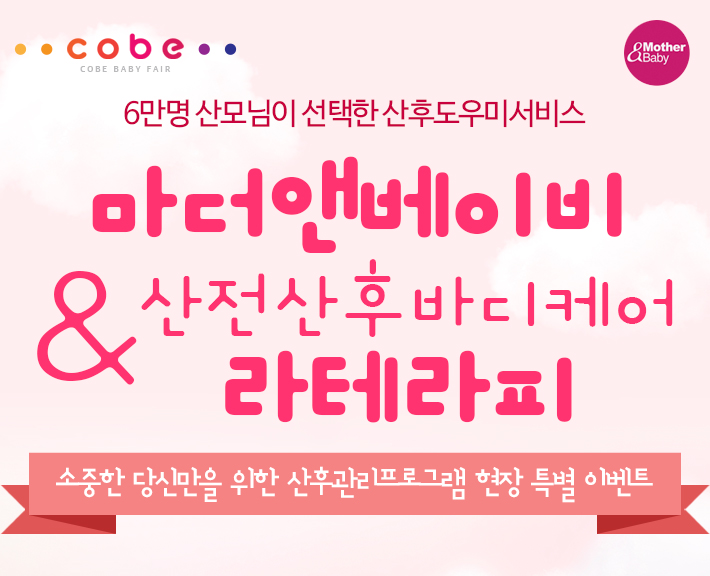 cobe
COBE BABY FAIR
Mother
&Baby
6만명 산모님이 선택한 산후도우미서비스
마더앤베이비
& 산전산후바디케어
라테라피
소중한 당신만을 위한 산후관리프로그램 현장 특별 이벤트